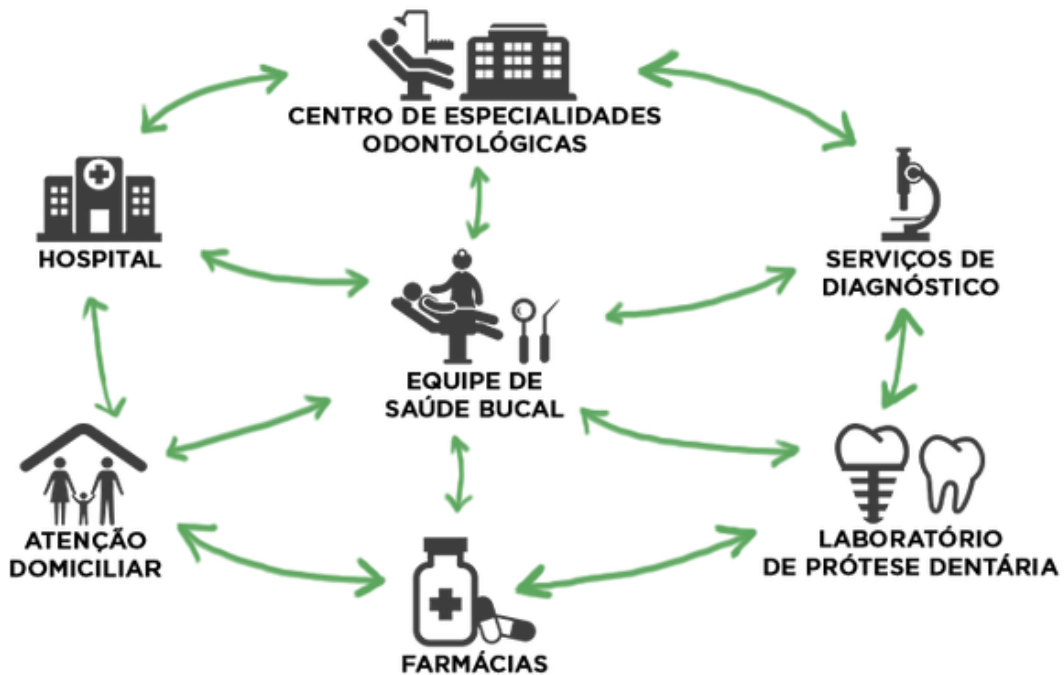 CENTRO DE ESPECIALIDADES
ODONTOLÓGICAS
HOSPITAL
SERVIÇOS DE
DIAGNÓSTICO
EQUIPE DE
SAÚDE BUCAL
ATENÇÃO
DOMICILIAR
LABORATÓRIO
DE PRÓTESE DENTÁRIA
FARMÁCIAS